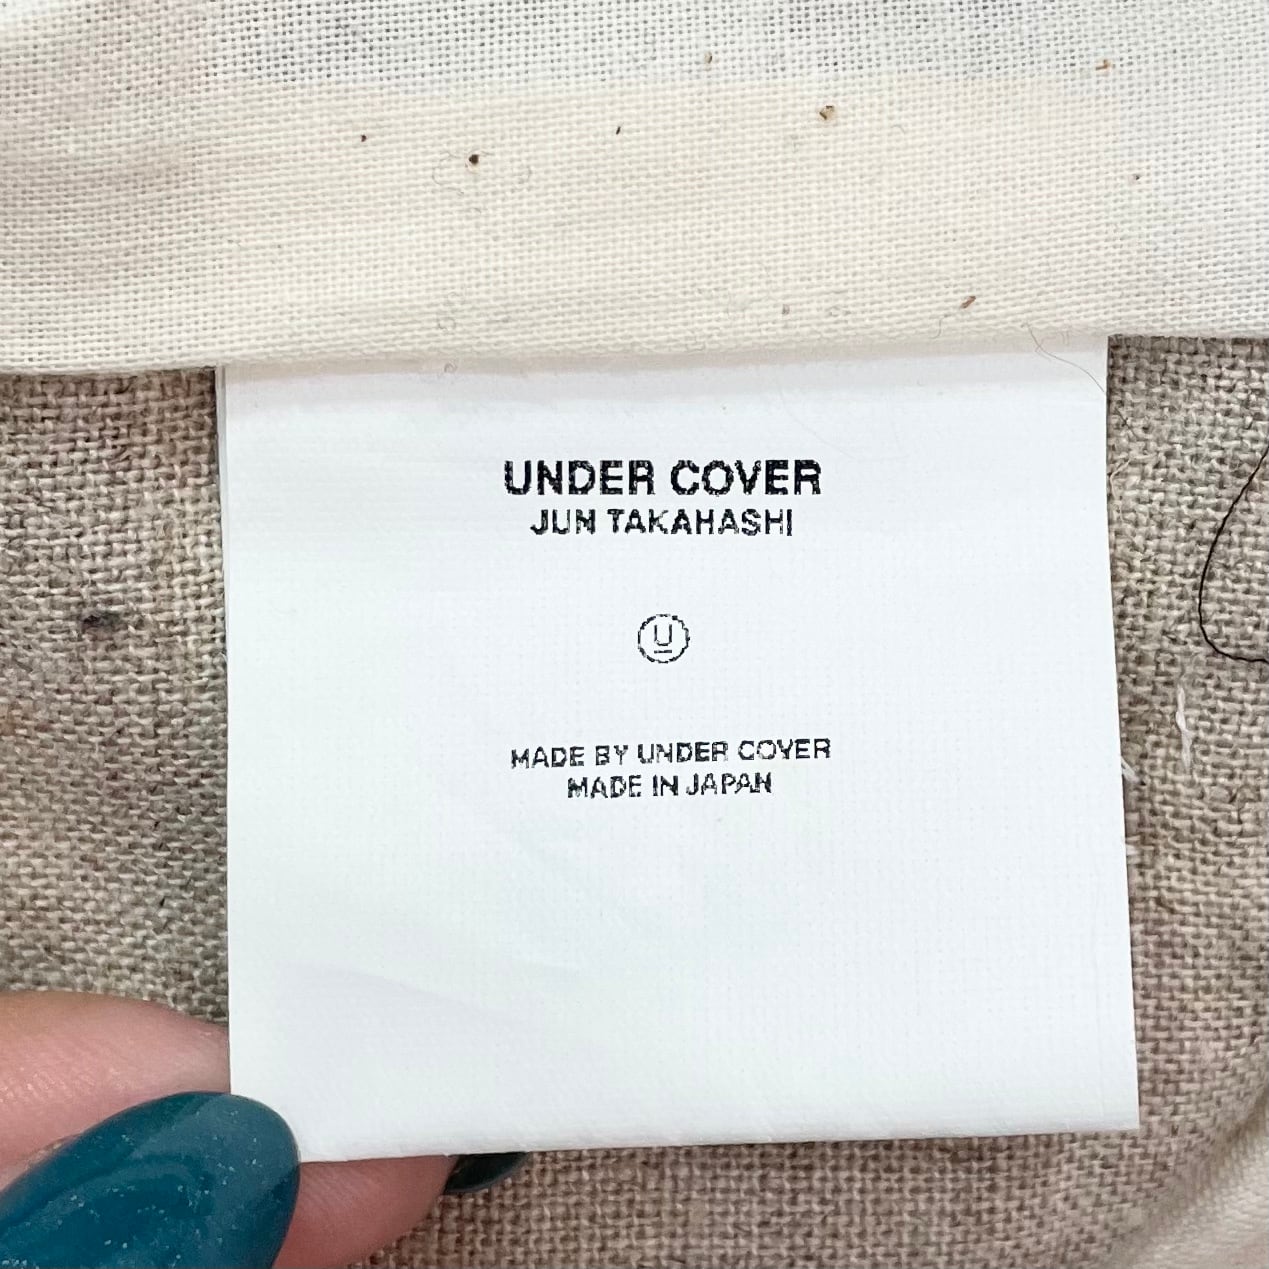 UNDER COVER
JUN TAKAHASHI
U
MADE BY UNDER COVER
MADE IN JAPAN